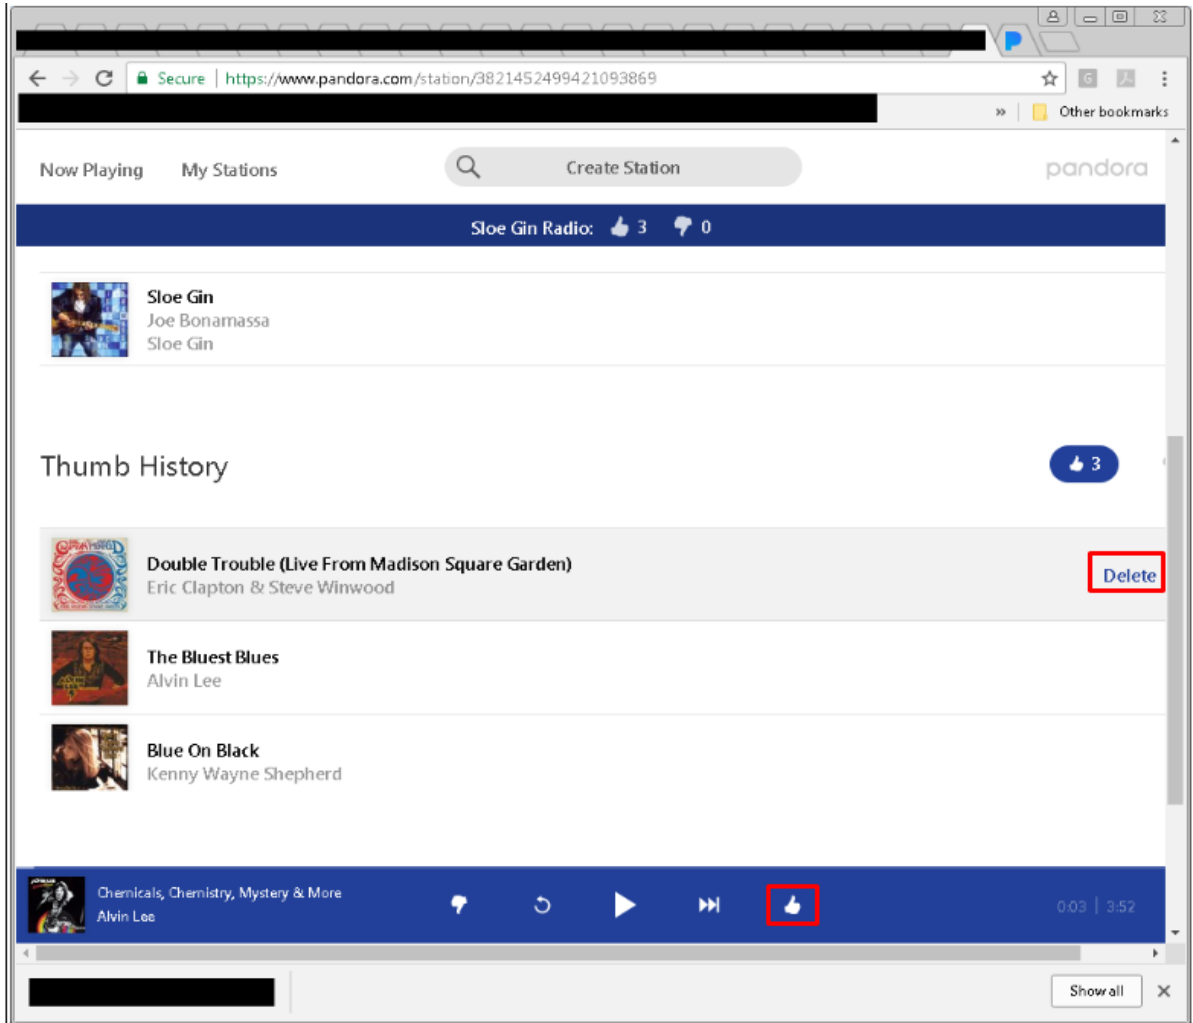 Secure | https://www.pandora.com/station/3821452499421093869
» Other bookmarks
Now Playing My Stations Create Station pandora
Sloe Gin Radio: 3 0
Sloe Gin
Joe Bonamassa
Sloe Gin
Thumb History 3
Double Trouble (Live From Madison Square Garden)
Eric Clapton & Steve Winwood
Delete
The Bluest Blues
Alvin Lee
Blue On Black
Kenny Wayne Shepherd
Chemicals, Chemistry, Mystery & More
Alvin Lee
0:03 | 3:52
Show all